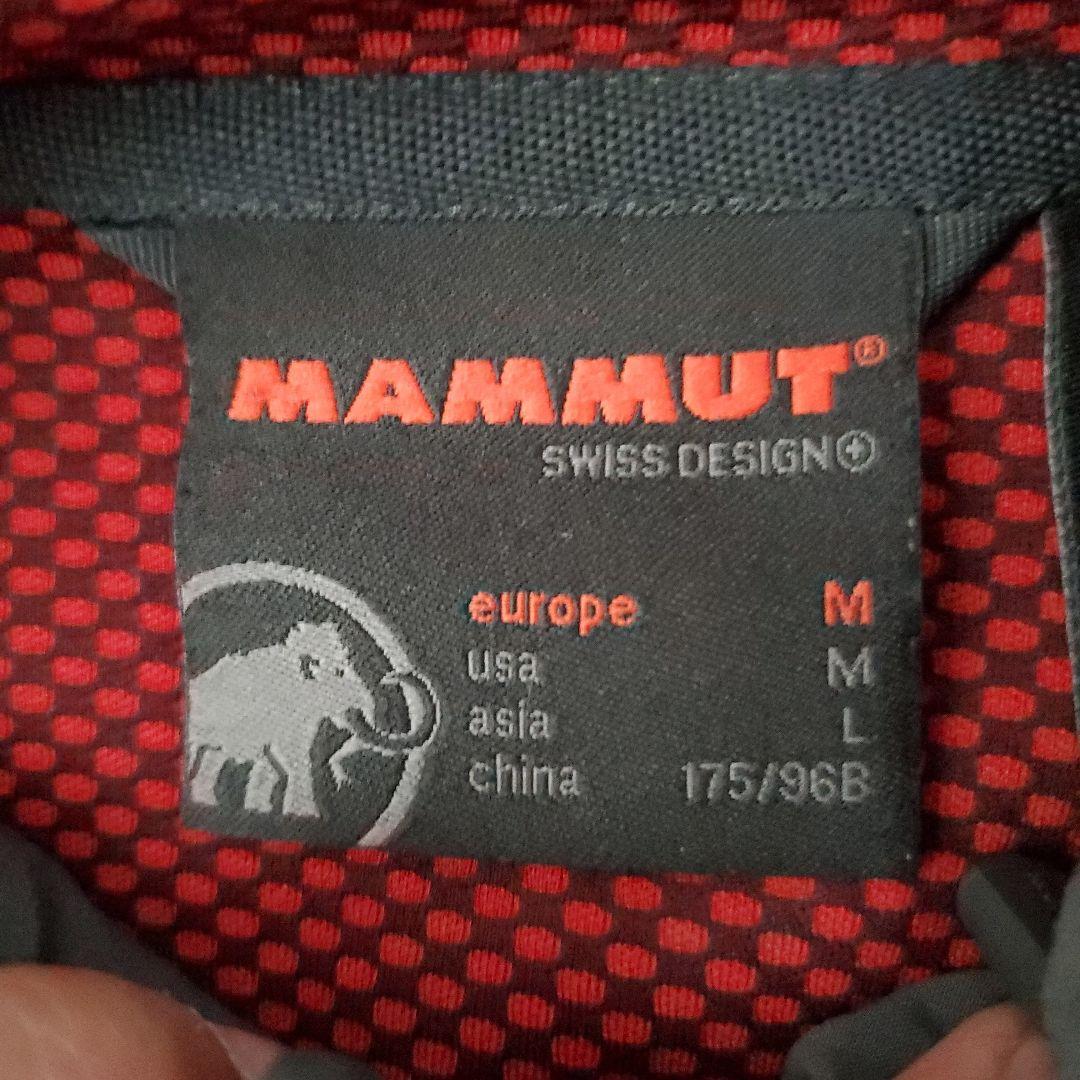 MAMMUT®
SWISS DESIGN
europe M
usa M
asia L
china 175/96B